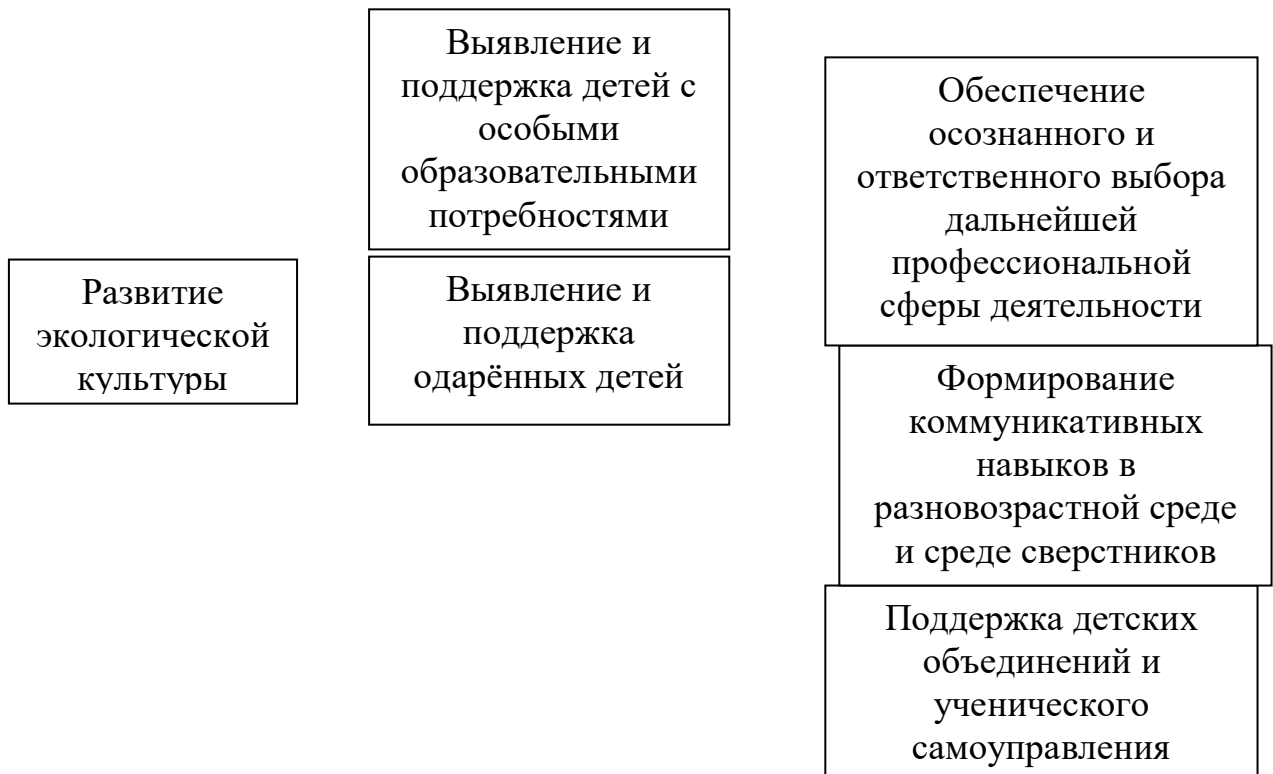 Развитие
экологической
культуры
Выявление и
поддержка детей с
особыми
образовательными
потребностями
Выявление и
поддержка
одарённых детей
Обеспечение
осознанного и
ответственного выбора
дальнейшей
профессиональной
сферы деятельности
Формирование
коммуникативных
навыков в
разновозрастной среде
и среде сверстников
Поддержка детских
объединений и
ученического
самоуправления